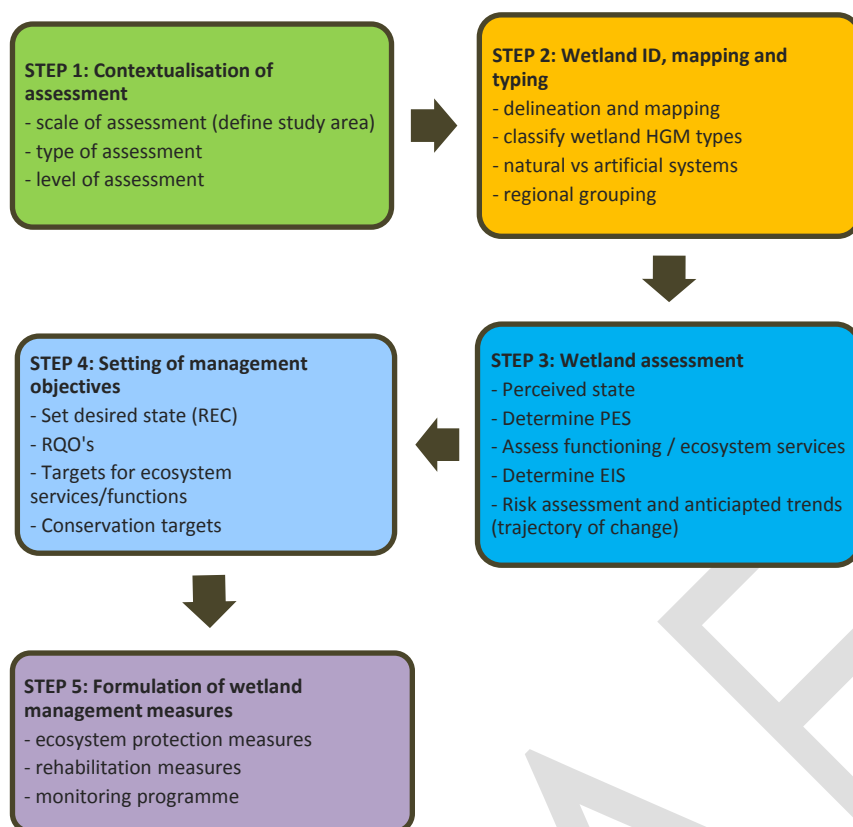 STEP 1: Contextualisation of
assessment
- scale of assessment (define study area)
- type of assessment
- level of assessment
STEP 2: Wetland ID, mapping and
typing
- delineation and mapping
- classify wetland HGM types
- natural vs artificial systems
- regional grouping
STEP 3: Wetland assessment
- Perceived state
- Determine PES
- Assess functioning / ecosystem services
- Determine EIS
- Risk assessment and anticiapted trends
(trajectory of change)
STEP 4: Setting of management
objectives
- Set desired state (REC)
- RQO's
- Targets for ecosystem
services/functions
- Conservation targets
STEP 5: Formulation of wetland
management measures
- ecosystem protection measures
- rehabilitation measures
- monitoring programme